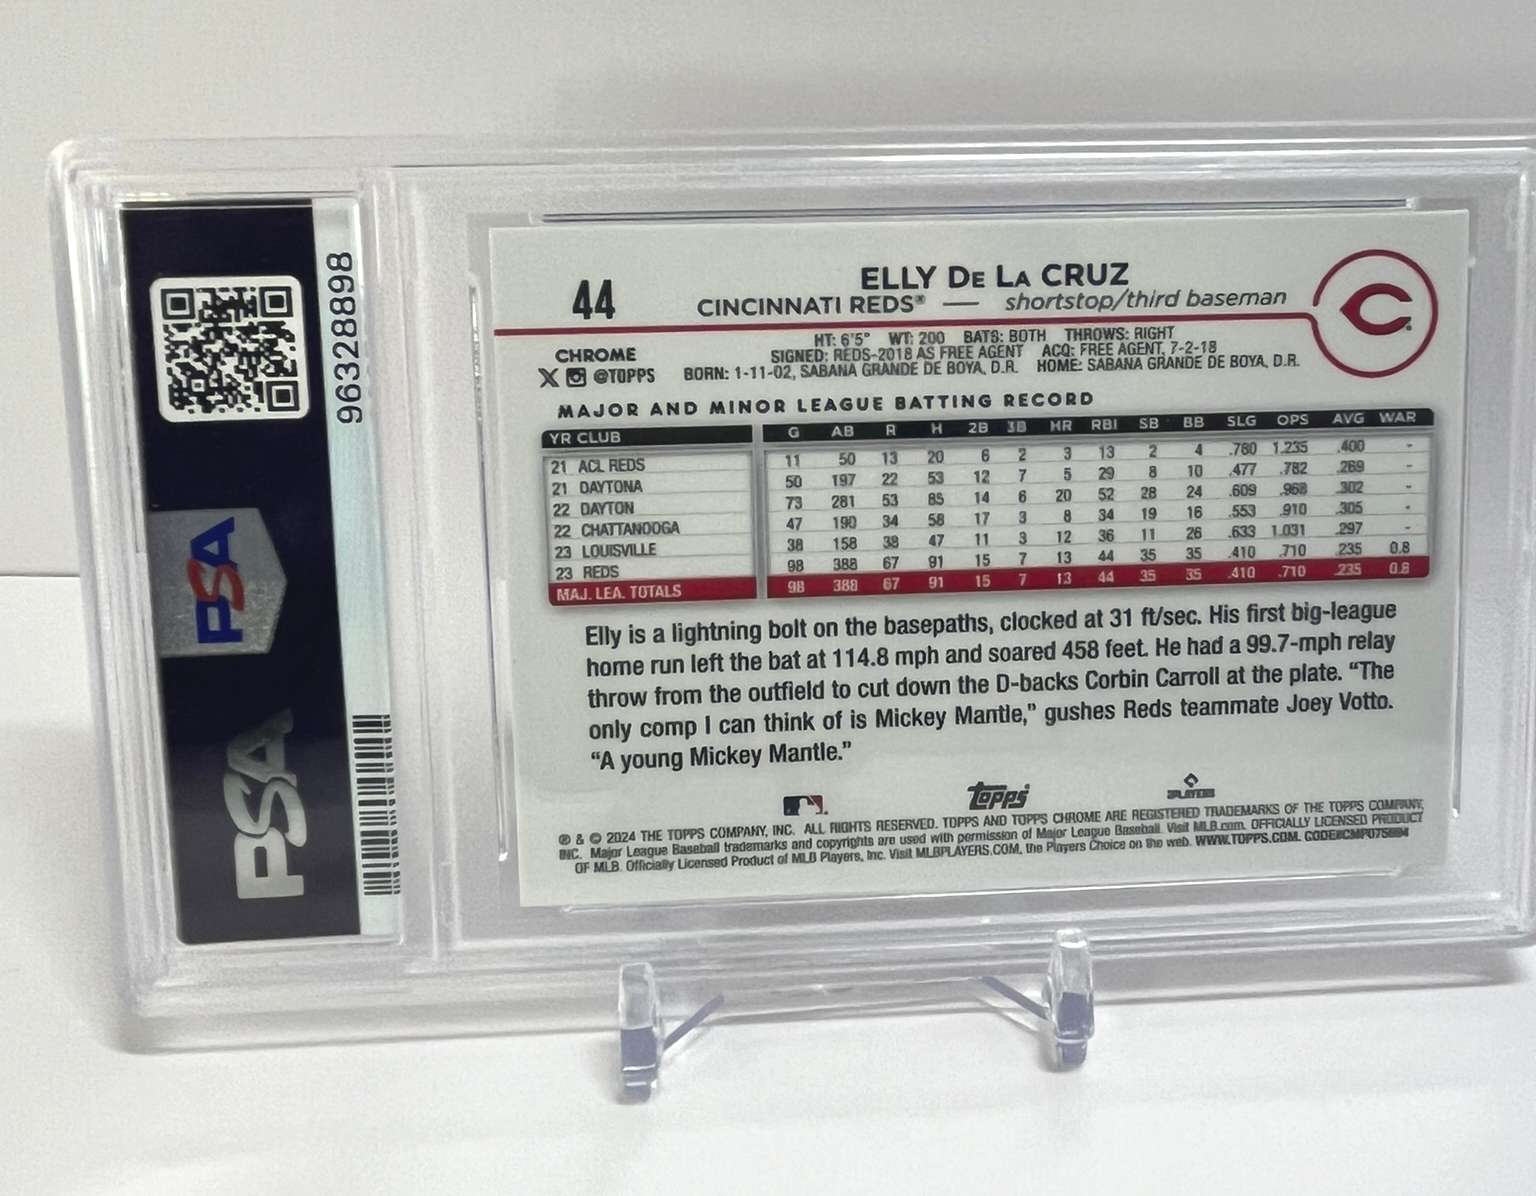 96328898
PSA
PSA
44
ELLY DE LA CRUZ
CINCINNATI REDS® — shortstop/third baseman
HT: 6'5" WT: 200 BATS: BOTH THROWS: RIGHT
CHROME
SIGNED: REDS-2018 AS FREE AGENT ACQ: FREE AGENT, 7-2-18
@TOPPS
BORN: 1-11-02, SABANA GRANDE DE BOYA, D.R. HOME: SABANA GRANDE DE BOYA, D.R.
MAJOR AND MINOR LEAGUE BATTING RECORD
YR CLUB G AB R H 2B 3B HR RBI SB BB SLG OPS AVG WAR
21 ACL REDS 11 50 13 20 6 2 3 13 2 4 .780 1.235 .400 -
21 DAYTONA 50 197 22 53 12 7 5 29 8 10 .477 .782 .269 -
22 DAYTON 73 281 53 85 14 6 20 52 28 24 .609 .968 .302 -
22 CHATTANOOGA 47 190 34 58 17 3 8 34 19 16 .553 .910 .305 -
23 LOUISVILLE 38 158 38 47 11 3 12 36 11 26 .633 1.031 .297 -
23 REDS 98 388 67 91 15 7 13 44 35 35 .410 .710 .235 0.8
MAJ. LEA. TOTALS 98 388 67 91 15 7 13 44 35 35 .410 .710 .235 0.8
Elly is a lightning bolt on the basepaths, clocked at 31 ft/sec. His first big-league
home run left the bat at 114.8 mph and soared 458 feet. He had a 99.7-mph relay
throw from the outfield to cut down the D-backs Corbin Carroll at the plate. “The
only comp I can think of is Mickey Mantle,” gushes Reds teammate Joey Votto.
“A young Mickey Mantle.”
Topps
PLAYERS
® & © 2024 THE TOPPS COMPANY, INC. ALL RIGHTS RESERVED. TOPPS AND TOPPS CHROME ARE REGISTERED TRADEMARKS OF THE TOPPS COMPANY,
INC. Major League Baseball trademarks and copyrights are used with permission of Major League Baseball. Visit MLB.com. OFFICIALLY LICENSED PRODUCT
OF MLB. Officially Licensed Product of MLB Players, Inc. Visit MLBPLAYERS.COM, the Players Choice on the web. WWW.TOPPS.COM.